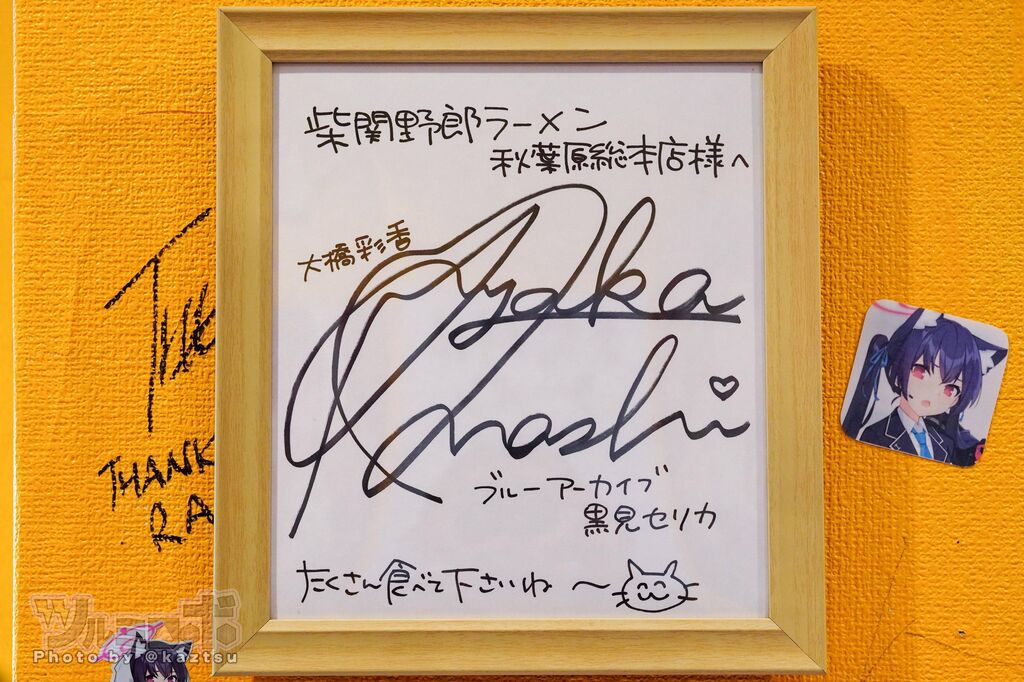 柴関野郎ラーメン
秋葉原総本店様へ
大橋彩香
Ayaka
Ohashi
ブルーアーカイブ
黒見セリカ
たくさん食べて下さいね〜
THANK
RA
Photo by @kaztsu